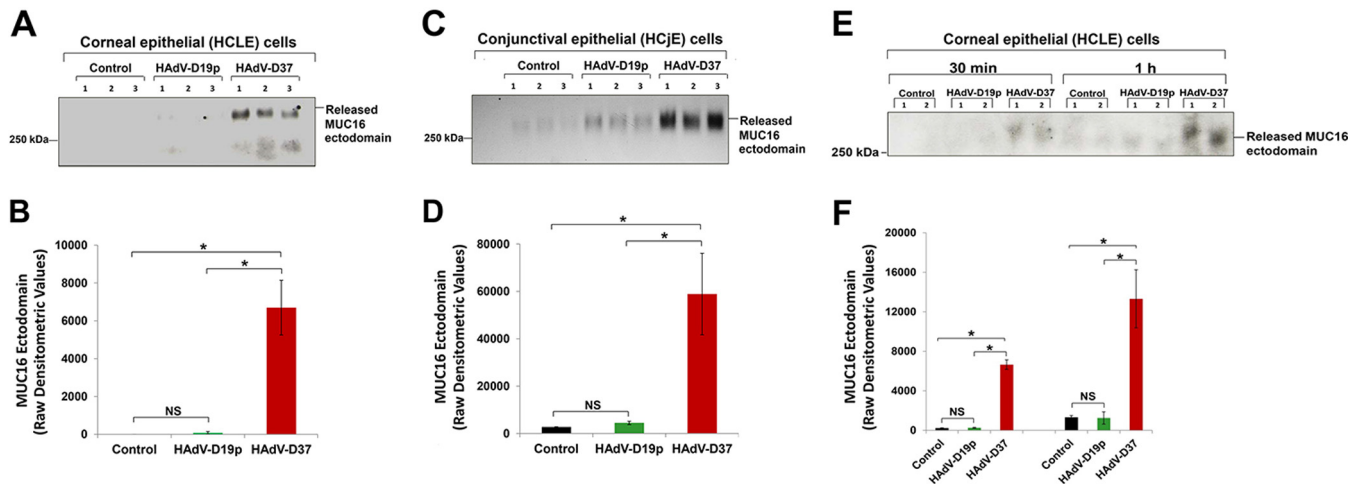 A
Corneal epithelial (HCLE) cells
Control HAdV-D19p HAdV-D37
1 2 3 1 2 3 1 2 3
250 kDa
Released
MUC16
ectodomain
B
MUC16 Ectodomain
(Raw Densitometric Values)
10000
8000
6000
4000
2000
0
*
*
NS
Control HAdV-D19p HAdV-D37
C
Conjunctival epithelial (HCjE) cells
Control HAdV-D19p HAdV-D37
1 2 3 1 2 3 1 2 3
250 kDa
Released
MUC16
ectodomain
D
MUC16 Ectodomain
(Raw Densitometric Values)
80000
60000
40000
20000
0
*
*
NS
Control HAdV-D19p HAdV-D37
E
Corneal epithelial (HCLE) cells
30 min 1 h
Control HAdV-D19p HAdV-D37 Control HAdV-D19p HAdV-D37
1 2 1 2 1 2 1 2 1 2 1 2
250 kDa
Released MUC16
ectodomain
F
MUC16 Ectodomain
(Raw Densitometric Values)
20000
16000
12000
8000
4000
0
*
*
NS
*
*
NS
Control HAdV-D19p HAdV-D37 Control HAdV-D19p HAdV-D37